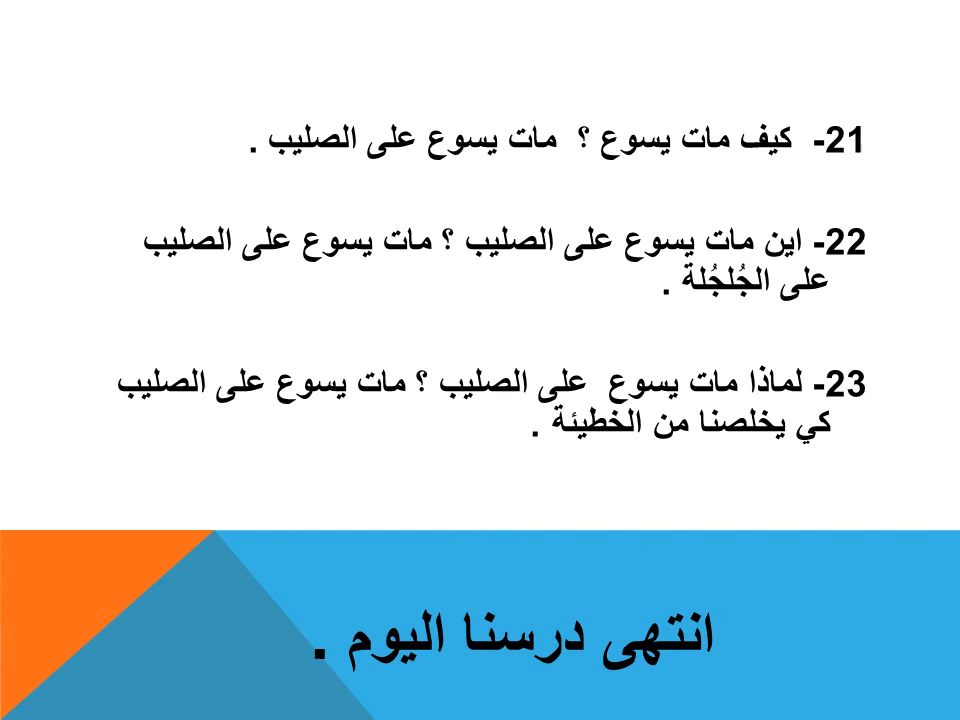 21- كيف مات يسوع ؟ مات يسوع على الصليب .
22- اين مات يسوع على الصليب ؟ مات يسوع على الصليب
على الجُلجُلة .
23- لماذا مات يسوع على الصليب ؟ مات يسوع على الصليب
كي يخلصنا من الخطيئة .
انتهى درسنا اليوم .